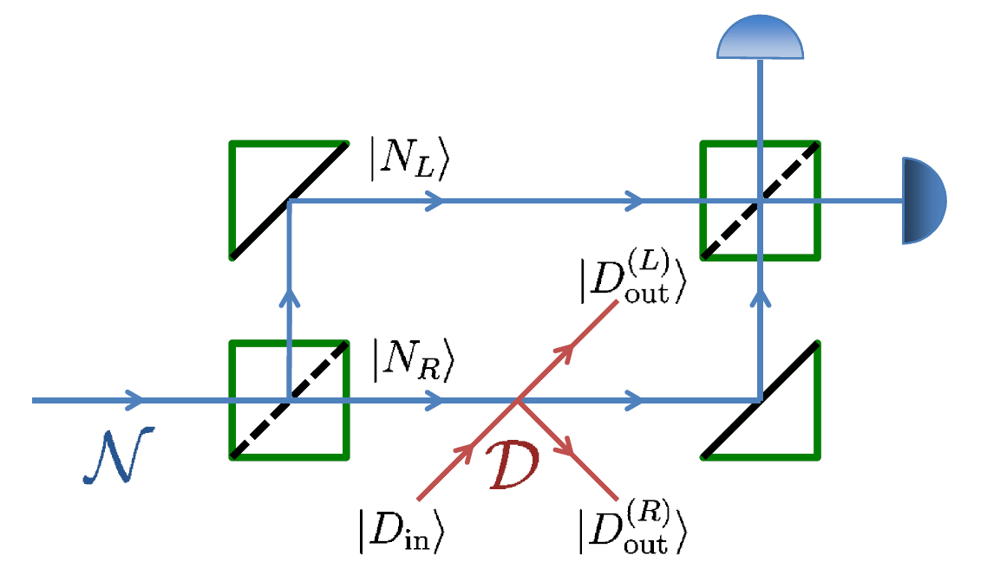 |N_L⟩
|D_out^(L)⟩
|N_R⟩
𝒩
𝒟
|D_in⟩
|D_out^(R)⟩